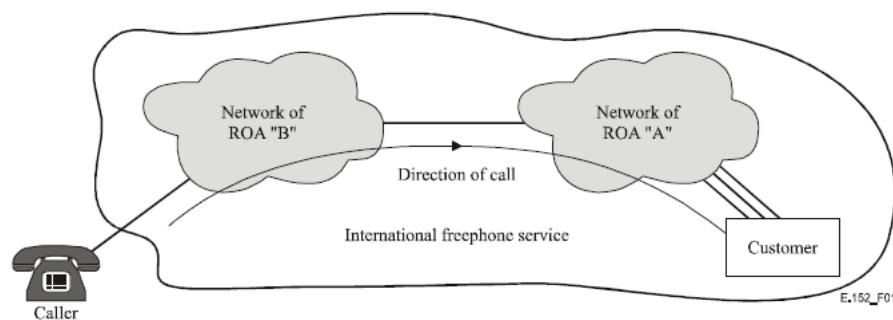 Network of
ROA "B"
Network of
ROA "A"
Direction of call
International freephone service
Customer
Caller